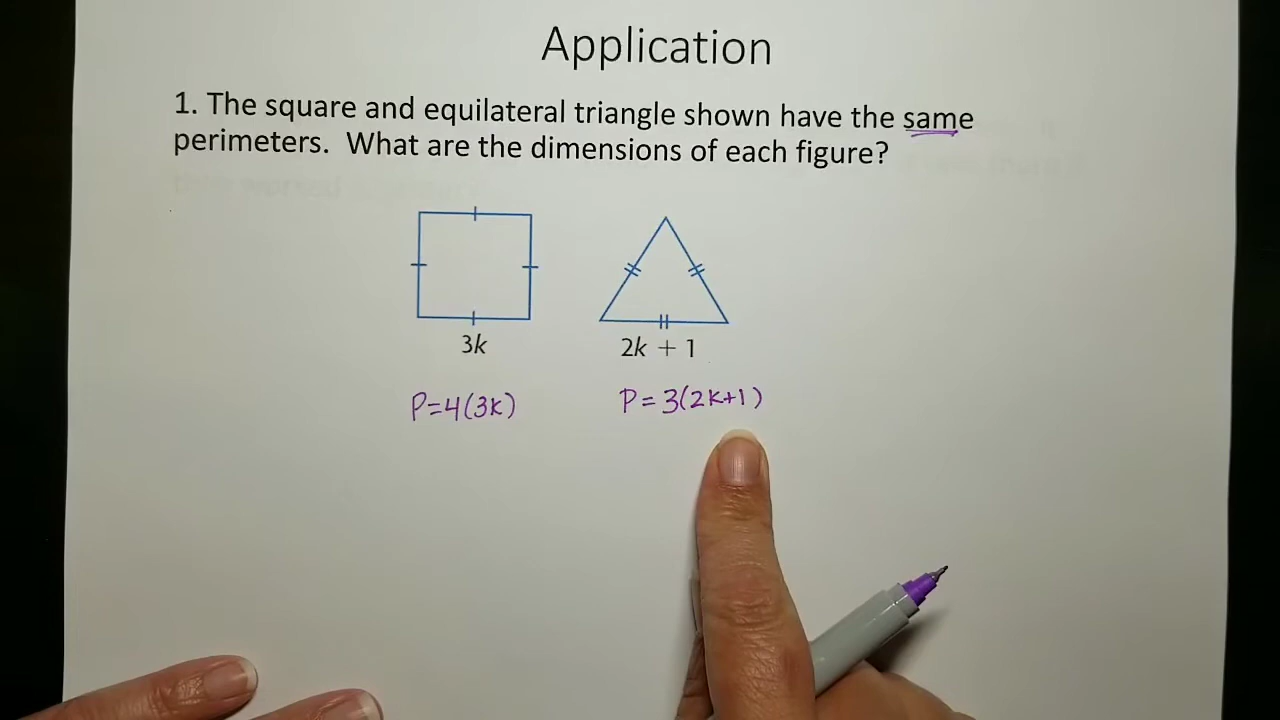 Application
1. The square and equilateral triangle shown have the same
perimeters. What are the dimensions of each figure?
3k
2k + 1
P=4(3k)
P=3(2k+1)